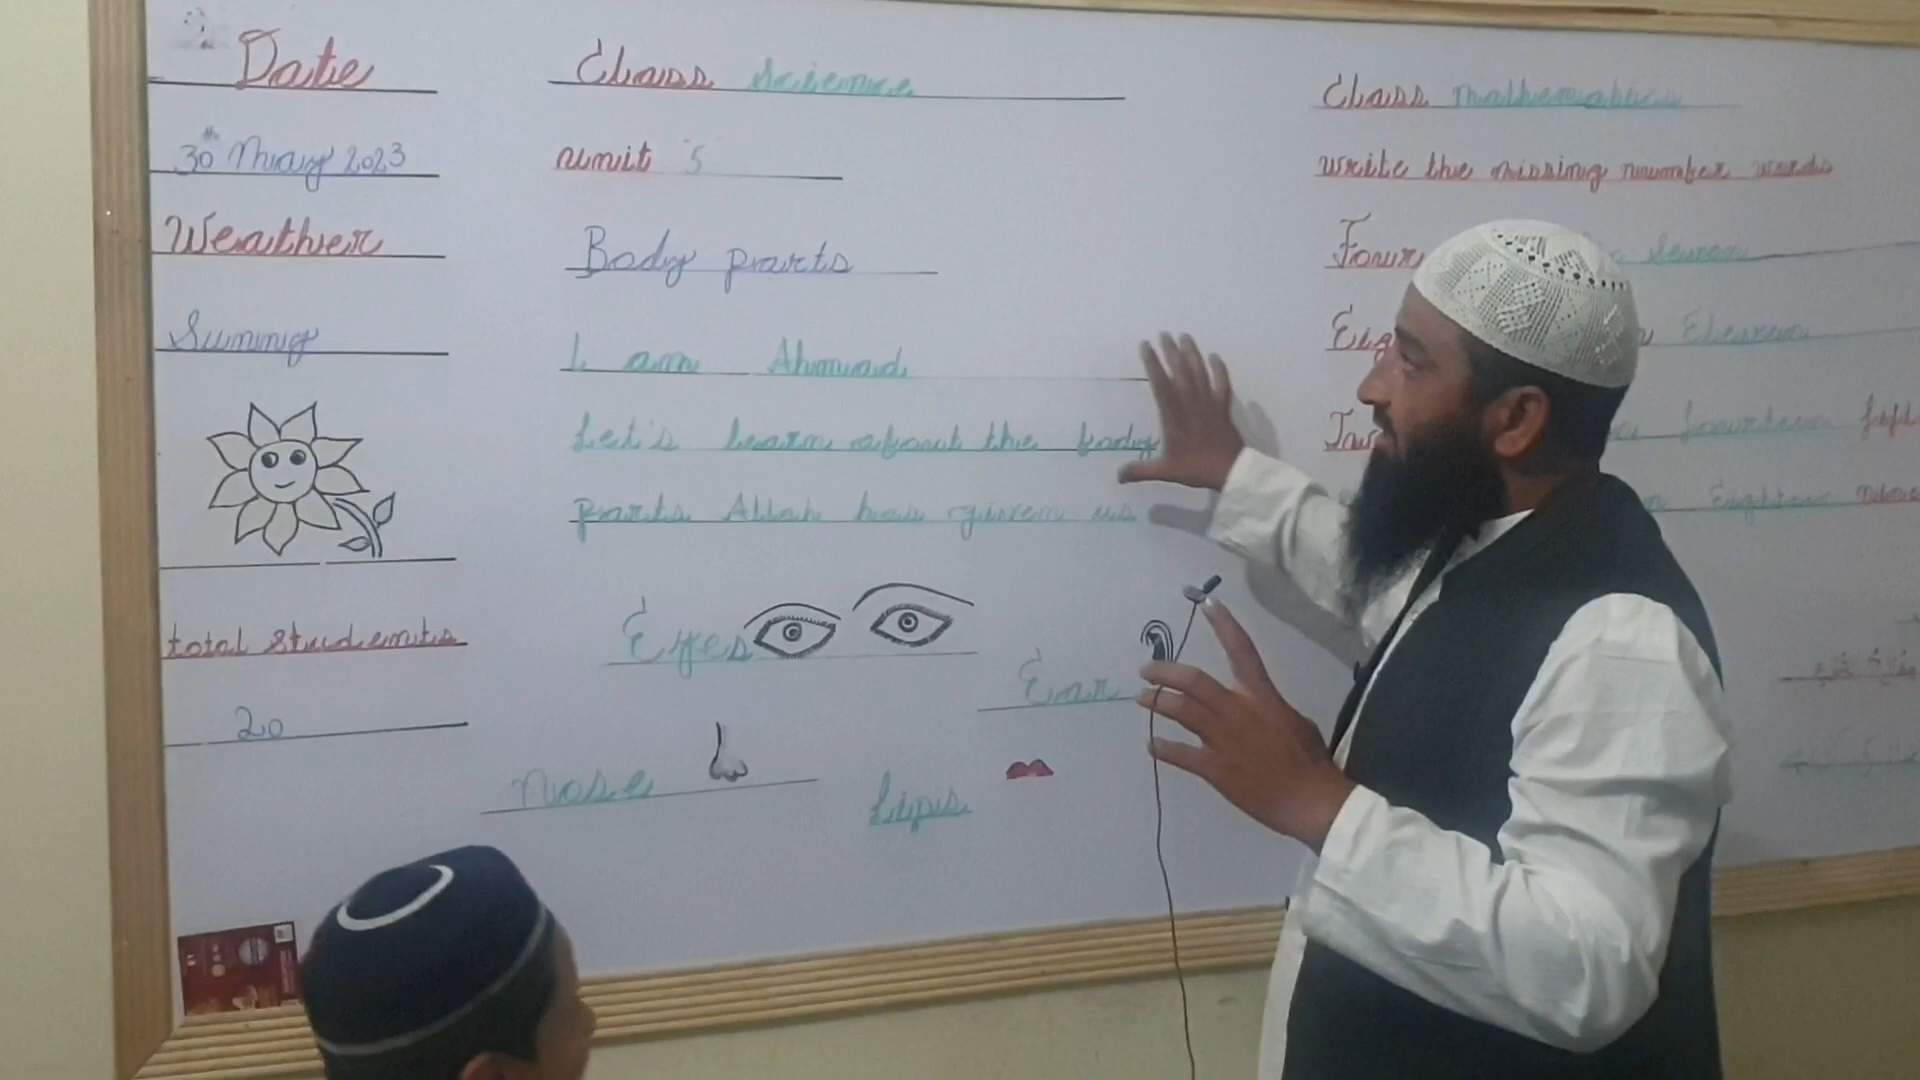 Date
30th May 2023
Weather
Sunny
total students
20
Class Science
unit 5
Body parts
I am Ahmad
Let's learn about the body
parts Allah has given us
Eyes
Ear
nose
Lips
Class mathematics
write the missing number words
Four seven
Eleven
fourteen
Eighteen